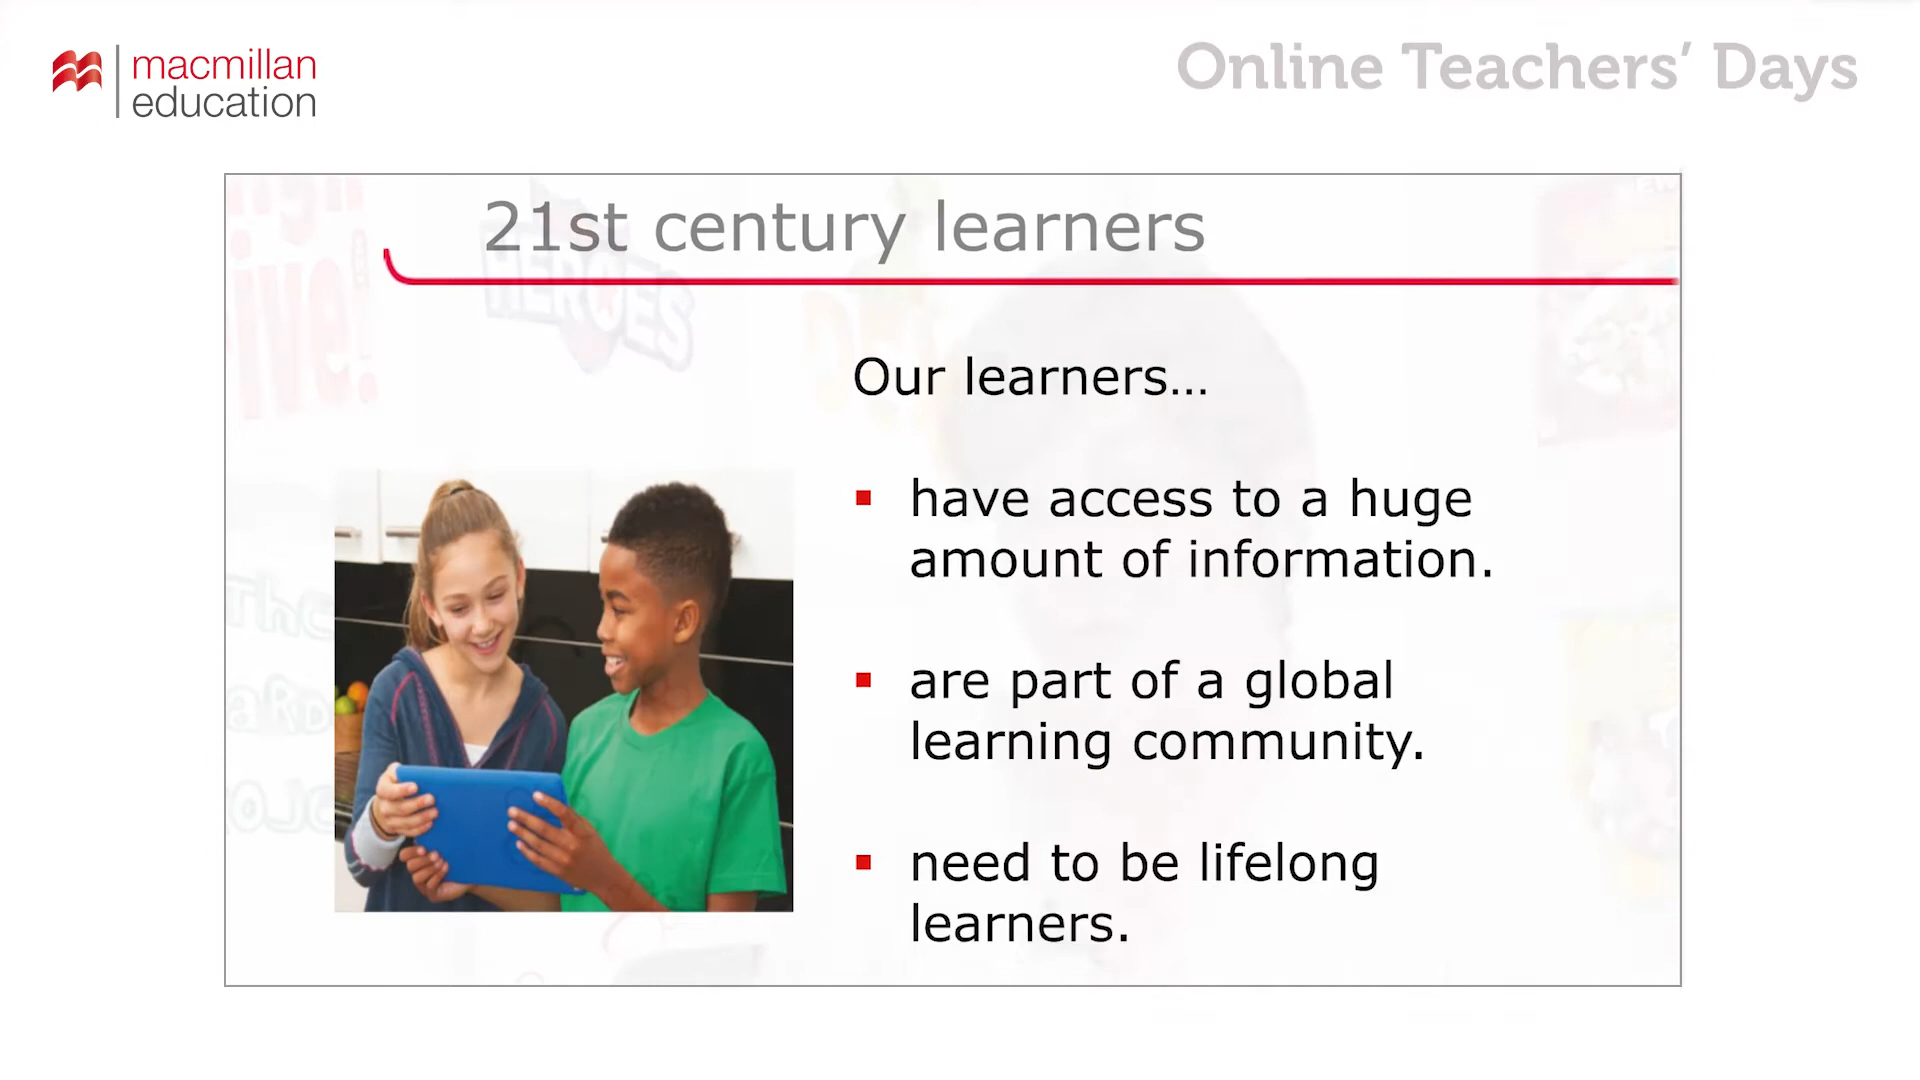 macmillan
education
Online Teachers’ Days
21st century learners
HEROES
Our learners…
▪ have access to a huge
amount of information.
▪ are part of a global
learning community.
▪ need to be lifelong
learners.